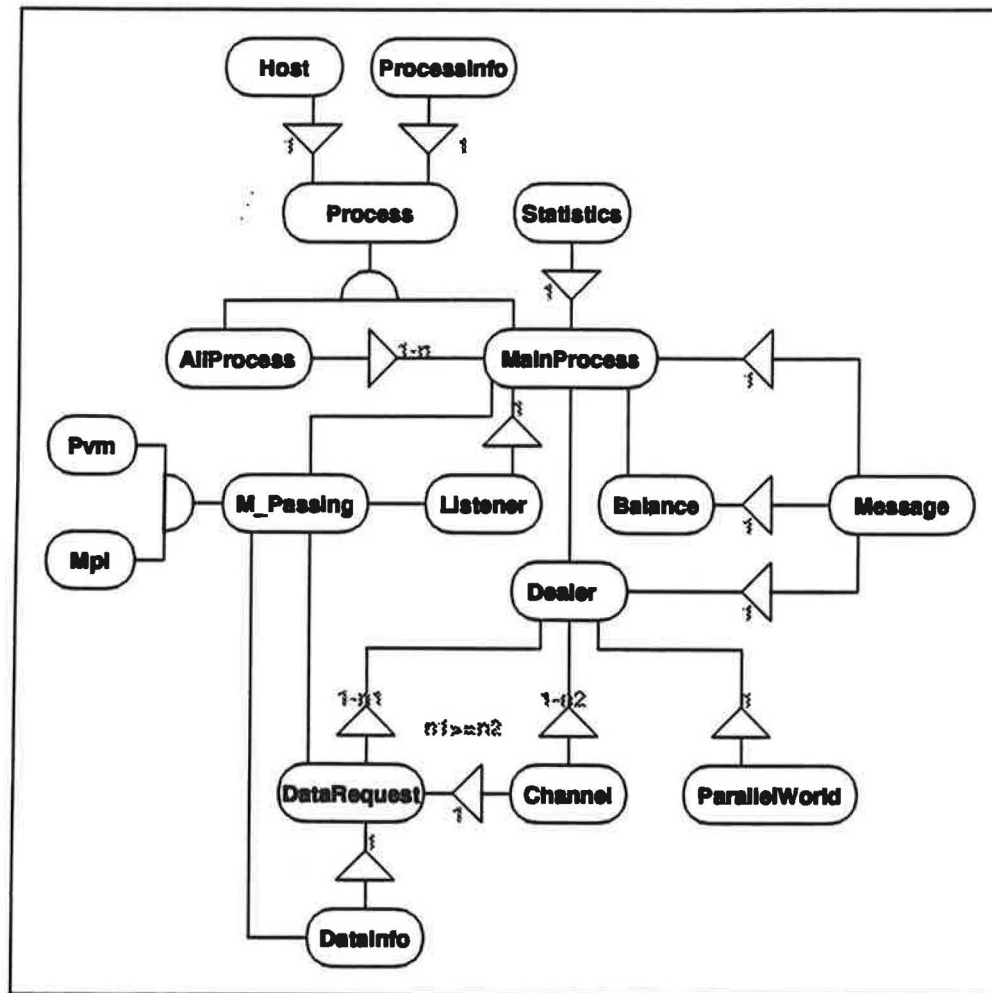 Host ProcessInfo
1 1
Process Statistics
1
AliProcess 1-n MainProcess
1 1
Pvm
M_Passing Listener Balance Message
1
Mpi
Dealer
1
1-n1 1-n2 1
n1>=n2
DataRequest Channel ParallelWorld
1
1
DataInfo